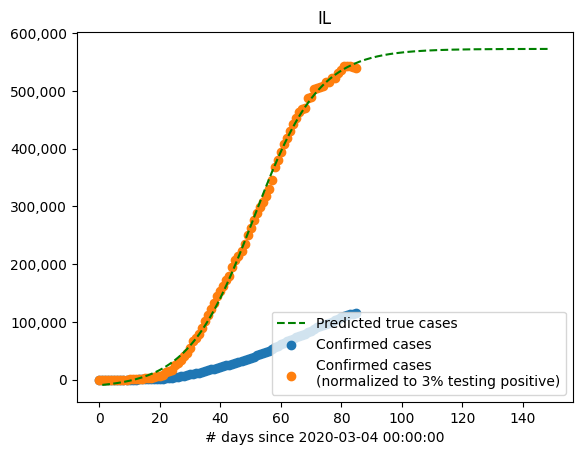 IL
600,000
500,000
400,000
300,000
200,000
100,000
0
Predicted true cases
Confirmed cases
Confirmed cases
(normalized to 3% testing positive)
0 20 40 60 80 100 120 140
# days since 2020-03-04 00:00:00